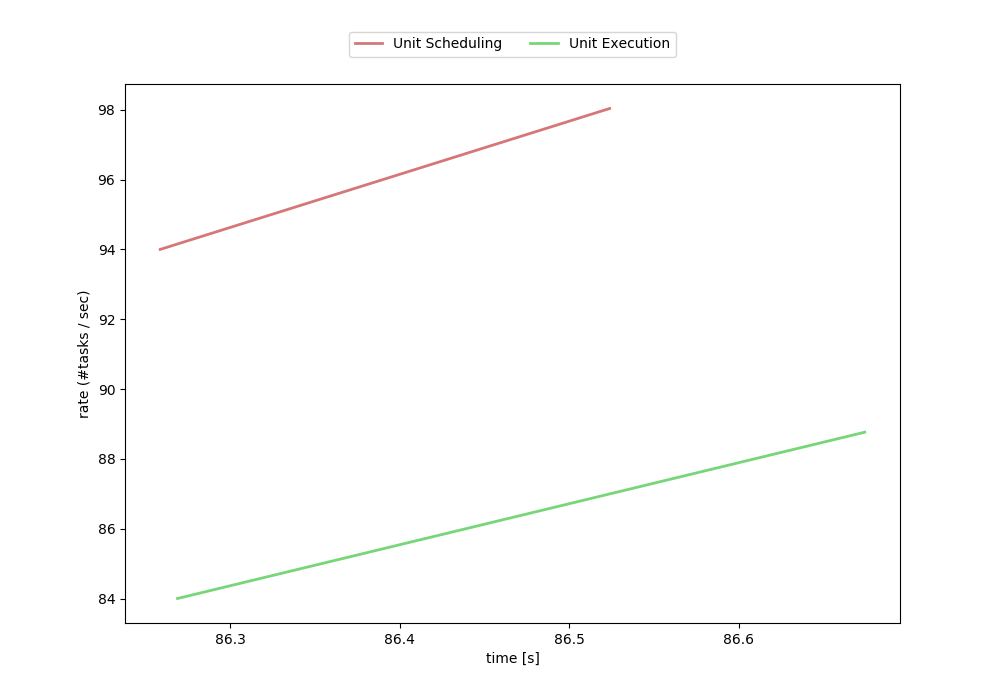 Unit Scheduling Unit Execution
98
96
94
92
90
88
86
84
rate (#tasks / sec)
86.3 86.4 86.5 86.6
time [s]